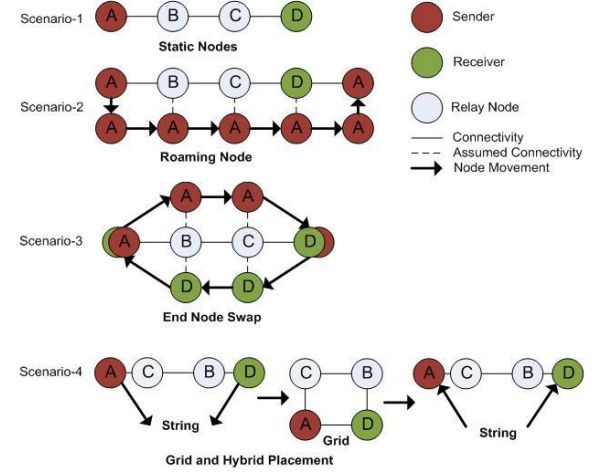 Scenario-1
A B C D
Static Nodes
Sender
Receiver
Relay Node
Connectivity
Assumed Connectivity
Node Movement
A B C D A
Scenario-2
A A A A A
Roaming Node
A A
Scenario-3
A B C D
D D
End Node Swap
Scenario-4
A C B D
String
C B
A D
Grid
A C B D
String
Grid and Hybrid Placement